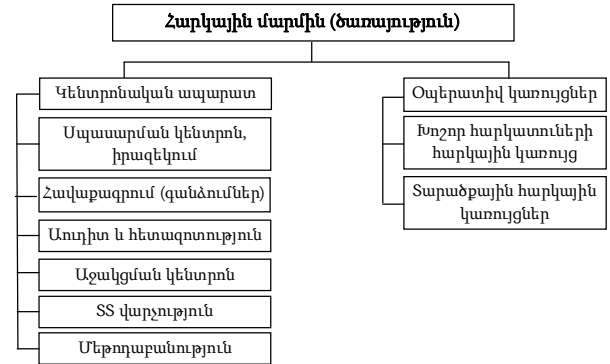 Հարկային մարմին (ծառայություն)
Կենտրոնական ապարատ
Սպասարման կենտրոն,
իրազեկում
Հավաքագրում (գանձումներ)
Աուդիտ և հետազոտություն
Աջակցման կենտրոն
ՏՏ վարչություն
Մեթոդաբանություն
Օպերատիվ կառույցներ
Խոշոր հարկատուների
հարկային կառույց
Տարածքային հարկային
կառույցներ